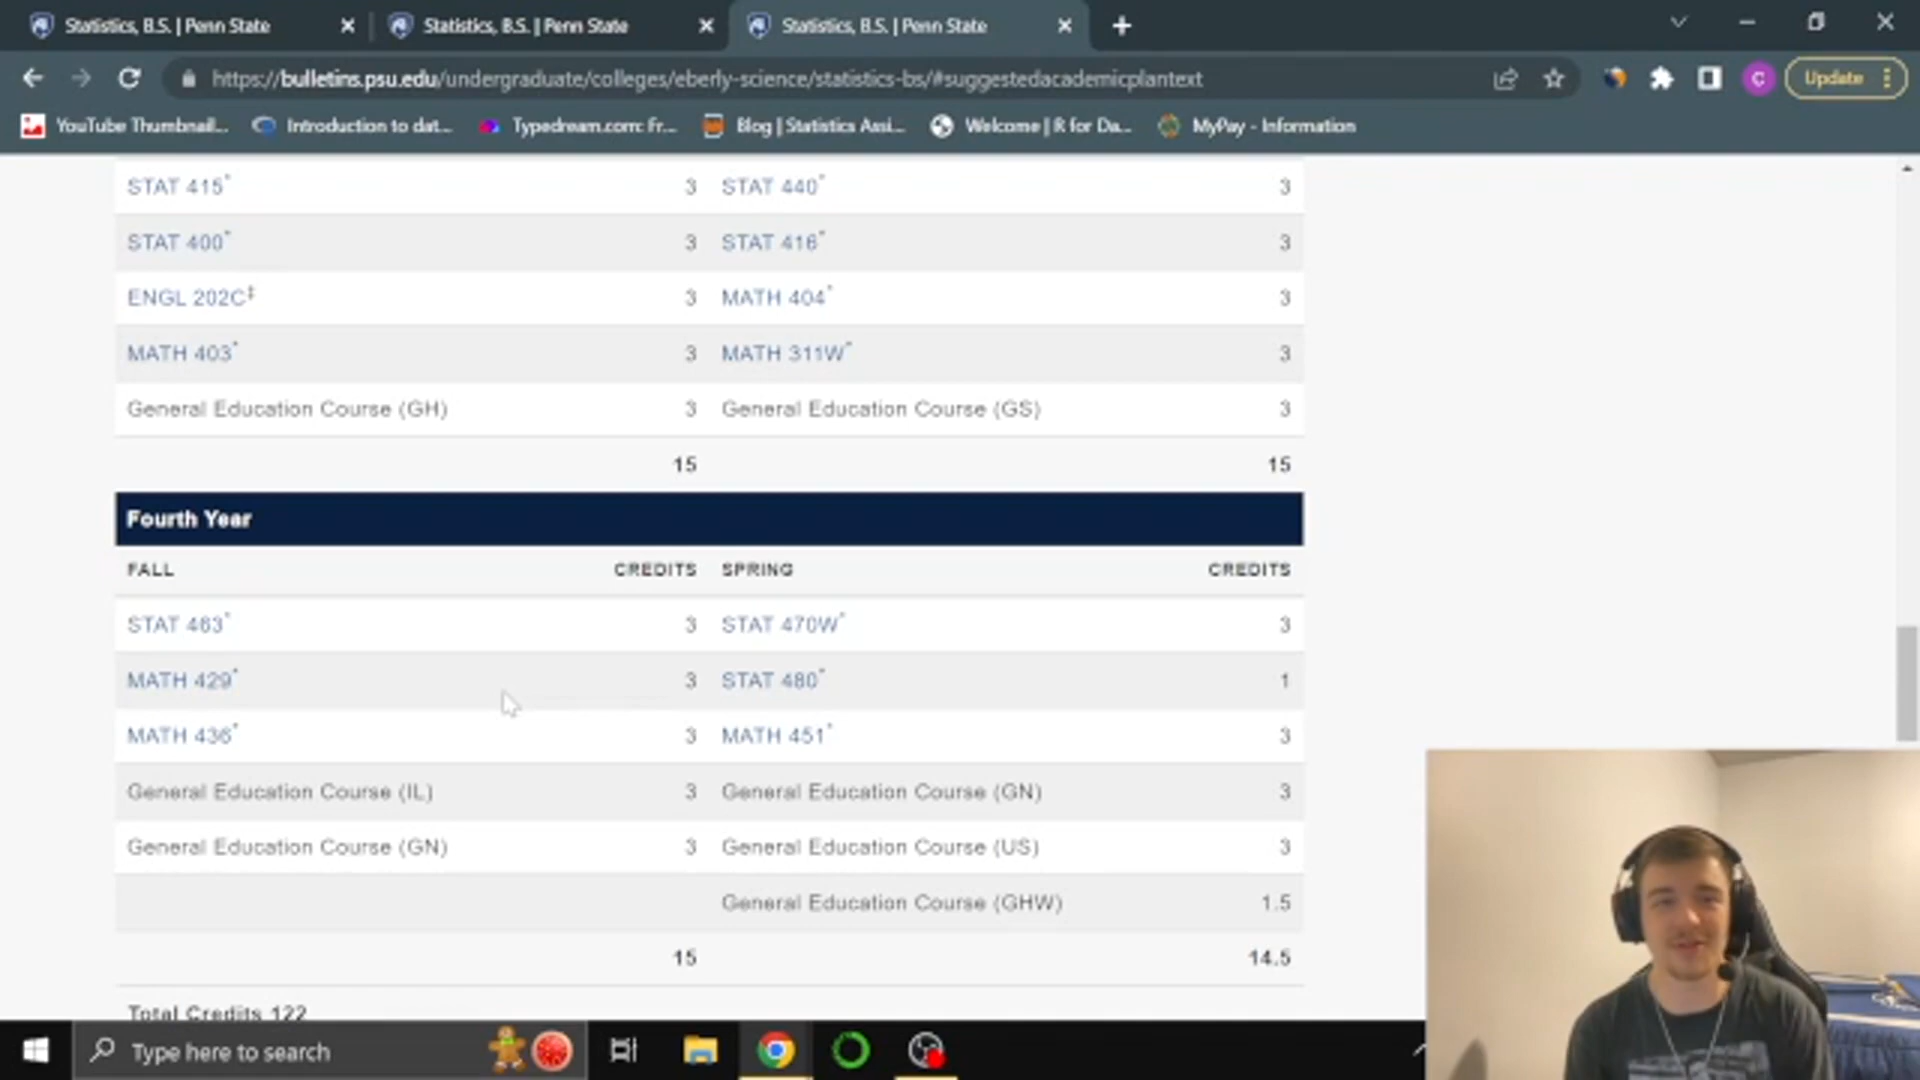 Statistics, B.S. | Penn State
Statistics, B.S. | Penn State
Statistics, B.S. | Penn State
https://bulletins.psu.edu/undergraduate/colleges/eberly-science/statistics-bs/#suggestedacademicplantext
C
Update
YouTube Thumbnail...
Introduction to dat...
Typedream.com: Fr...
Blog | Statistics Assi...
Welcome | R for Da...
MyPay - Information
STAT 415* 3 STAT 440* 3
STAT 400* 3 STAT 416* 3
ENGL 202C‡ 3 MATH 404* 3
MATH 403* 3 MATH 311W* 3
General Education Course (GH) 3 General Education Course (GS) 3
15 15
Fourth Year
FALL CREDITS SPRING CREDITS
STAT 463* 3 STAT 470W* 3
MATH 429* 3 STAT 480* 1
MATH 436* 3 MATH 451* 3
General Education Course (IL) 3 General Education Course (GN) 3
General Education Course (GN) 3 General Education Course (US) 3
General Education Course (GHW) 1.5
15 14.5
Total Credits 122
Type here to search